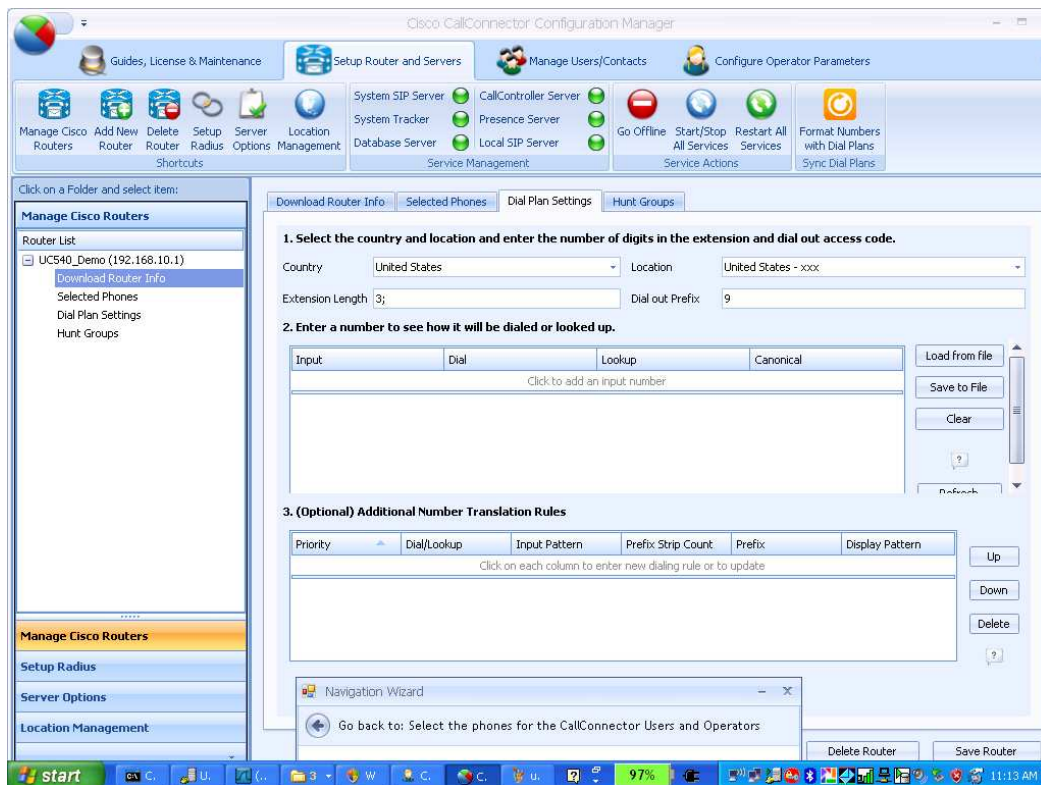 Cisco CallConnector Configuration Manager
Guides, License & Maintenance
Setup Router and Servers
Manage Users/Contacts
Configure Operator Parameters
Manage Cisco Routers
Add New Router
Delete Router
Setup Radius
Server Options
Location Management
Shortcuts
System SIP Server
CallController Server
System Tracker
Presence Server
Database Server
Local SIP Server
Service Management
Go Offline
Start/Stop All Services
Restart All Services
Service Actions
Format Numbers with Dial Plans
Sync Dial Plans
Click on a Folder and select item:
Manage Cisco Routers
Router List
UC540_Demo (192.168.10.1)
Download Router Info
Selected Phones
Dial Plan Settings
Hunt Groups
Manage Cisco Routers
Setup Radius
Server Options
Location Management
Download Router Info
Selected Phones
Dial Plan Settings
Hunt Groups
1. Select the country and location and enter the number of digits in the extension and dial out access code.
Country
United States
Location
United States - xxx
Extension Length
3;
Dial out Prefix
9
2. Enter a number to see how it will be dialed or looked up.
Input
Dial
Lookup
Canonical
Click to add an input number
Load from file
Save to File
Clear
?
Refresh
3. (Optional) Additional Number Translation Rules
Priority
Dial/Lookup
Input Pattern
Prefix Strip Count
Prefix
Display Pattern
Click on each column to enter new dialing rule or to update
Up
Down
Delete
?
Navigation Wizard
Go back to: Select the phones for the CallConnector Users and Operators
Delete Router
Save Router
start
C.
U.
(..
3
W
C.
C.
u.
?
97%
11:13 AM